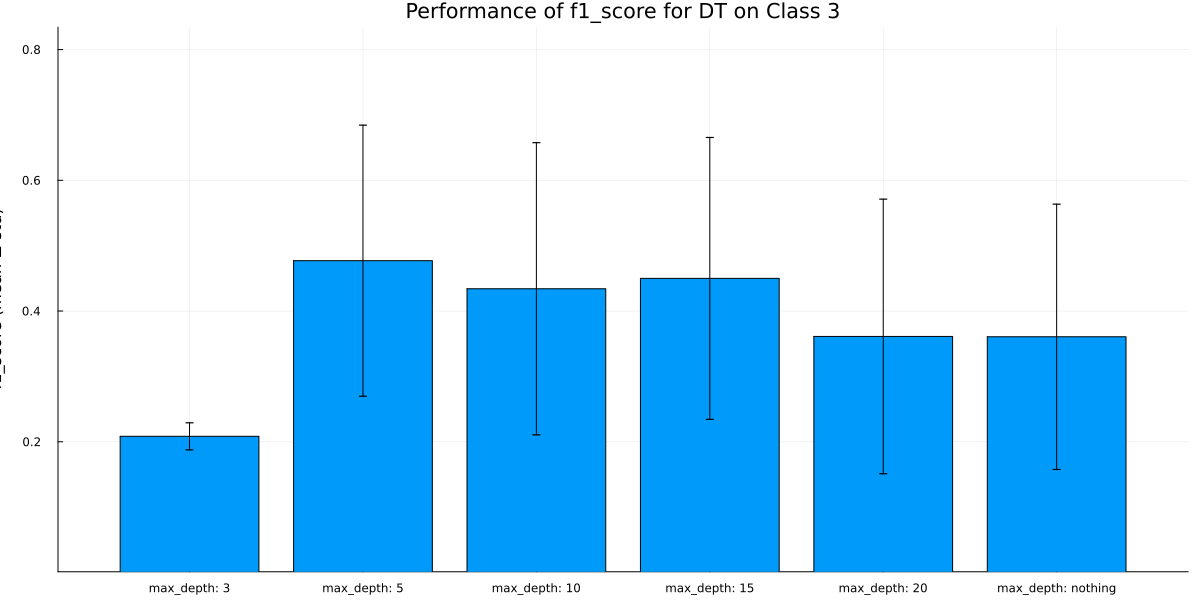 Performance of f1_score for DT on Class 3
0.8
0.6
0.4
0.2
max_depth: 3
max_depth: 5
max_depth: 10
max_depth: 15
max_depth: 20
max_depth: nothing